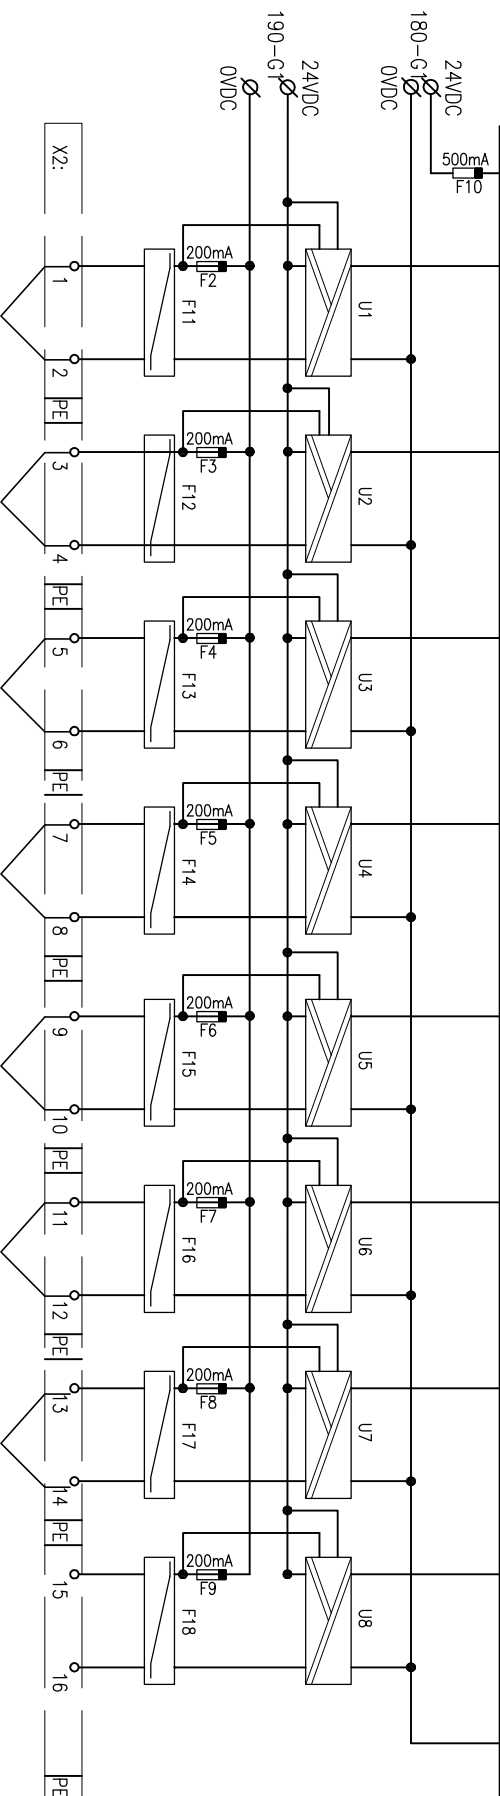 180-G1
24VDC
0VDC
500mA
F10
190-G1
24VDC
0VDC
X2:
U1
200mA
F2
F11
1
2
PE
U2
200mA
F3
F12
3
4
PE
U3
200mA
F4
F13
5
6
PE
U4
200mA
F5
F14
7
8
PE
U5
200mA
F6
F15
9
10
PE
U6
200mA
F7
F16
11
12
PE
U7
200mA
F8
F17
13
14
PE
U8
200mA
F9
F18
15
16
PE